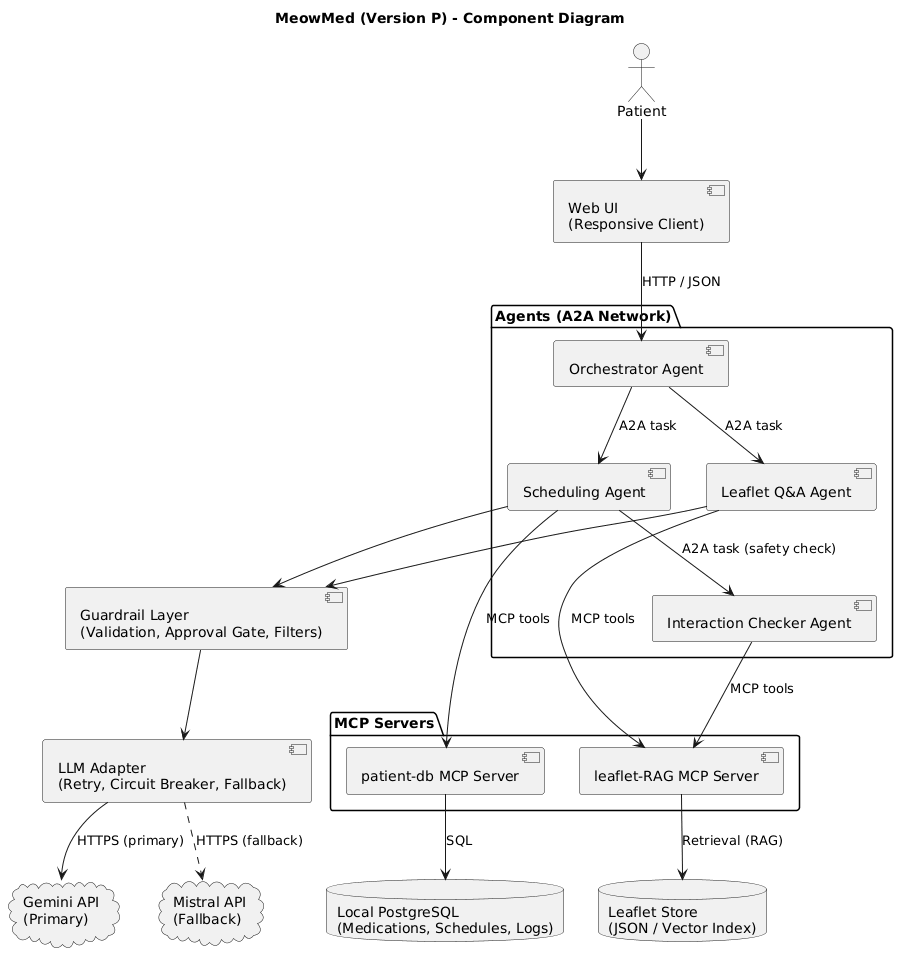 MeowMed (Version P) - Component Diagram
Patient
Web UI
(Responsive Client)
HTTP / JSON
Agents (A2A Network)
Orchestrator Agent
A2A task
A2A task
Scheduling Agent
Leaflet Q&A Agent
A2A task (safety check)
Guardrail Layer
(Validation, Approval Gate, Filters)
MCP tools
MCP tools
Interaction Checker Agent
MCP tools
MCP Servers
LLM Adapter
(Retry, Circuit Breaker, Fallback)
patient-db MCP Server
leaflet-RAG MCP Server
HTTPS (primary)
HTTPS (fallback)
SQL
Retrieval (RAG)
Gemini API
(Primary)
Mistral API
(Fallback)
Local PostgreSQL
(Medications, Schedules, Logs)
Leaflet Store
(JSON / Vector Index)